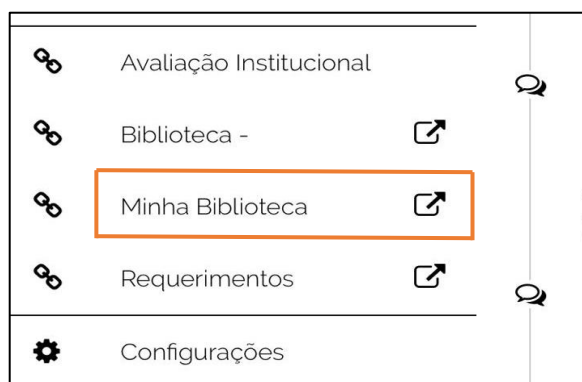 Avaliação Institucional
Biblioteca -
Minha Biblioteca
Requerimentos
Configurações